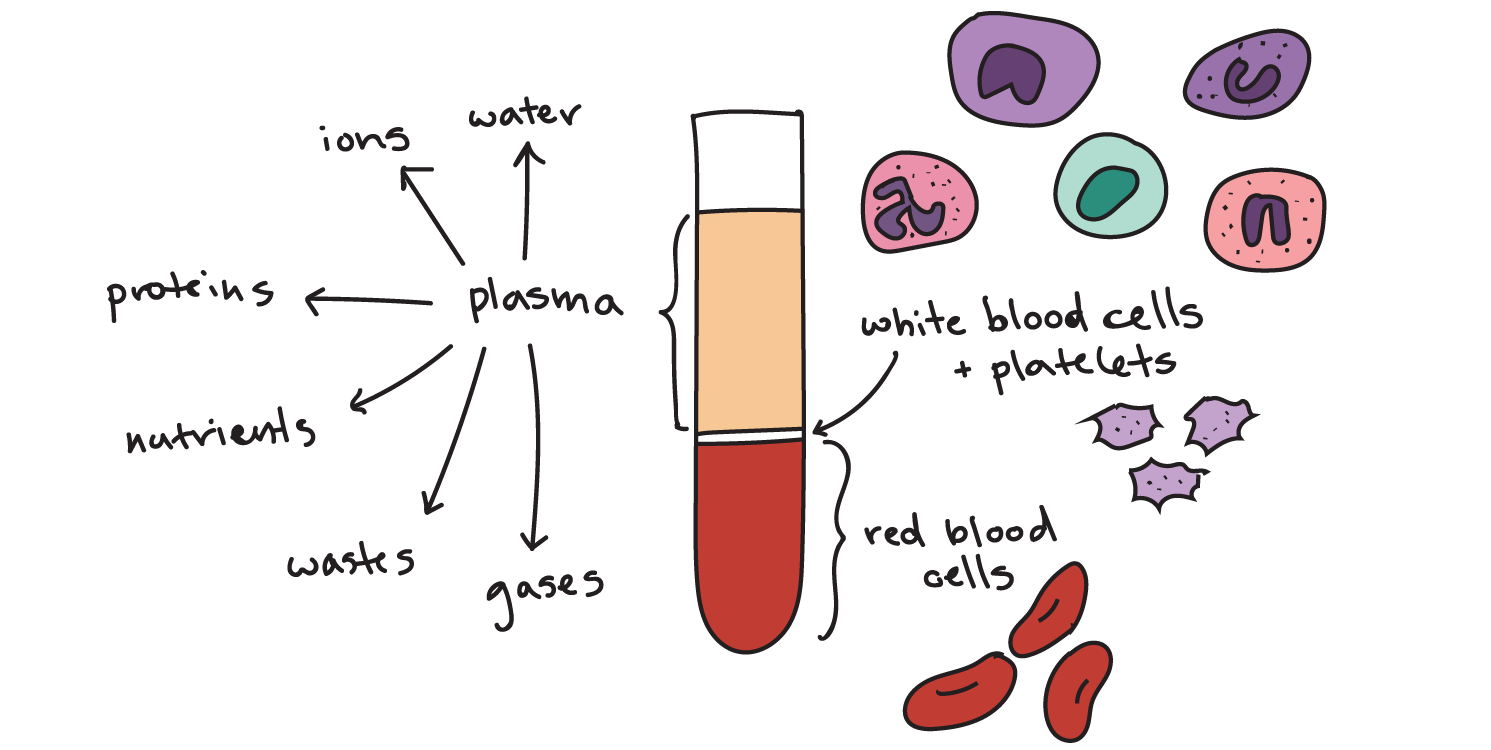 water
ions
proteins
plasma
nutrients
wastes
gases
white blood cells
+ platelets
red blood
cells